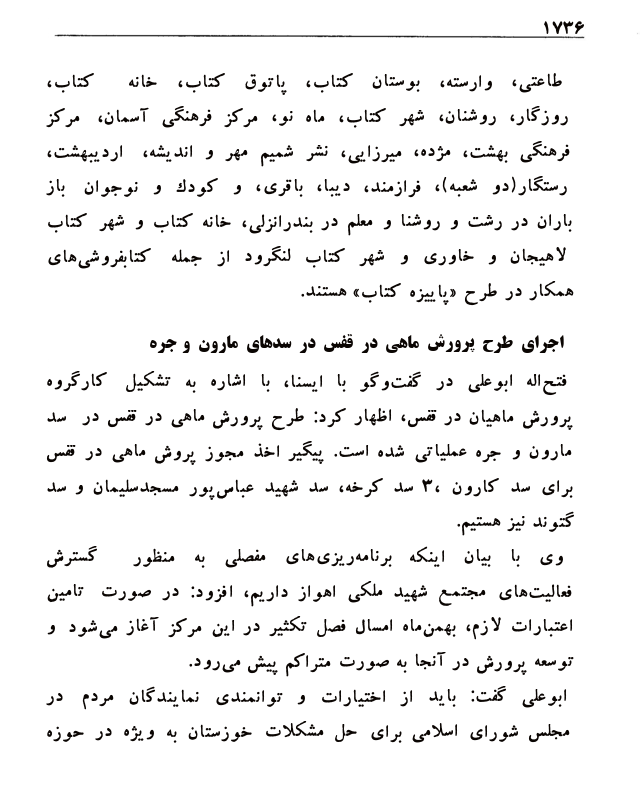 ۱۷۳۶
طاعتی، وارسته، بوستان کتاب، پاتوق کتاب، خانه کتاب،
روزگار، روشنان، شهر کتاب، ماه نو، مرکز فرهنگی آسمان، مرکز
فرهنگی بهشت، مژده، میرزایی، نشر شمیم مهر و اندیشه، اردیبهشت،
رستگار(دو شعبه)، فرازمند، دیبا، باقری، و کودك و نوجوان باز
باران در رشت و روشنا و معلم در بندرانزلی، خانه کتاب و شهر کتاب
لاهیجان و خاوری و شهر کتاب لنگرود از جمله کتابفروشی‌های
همکار در طرح «پاییزه کتاب» هستند.
اجرای طرح پرورش ماهی در قفس در سدهای مارون و جره
فتح‌اله ابوعلی در گفت‌وگو با ایسنا، با اشاره به تشکیل کارگروه
پرورش ماهیان در قفس، اظهار کرد: طرح پرورش ماهی در قفس در سد
مارون و جره عملیاتی شده است. پیگیر اخذ مجوز پروش ماهی در قفس
برای سد کارون ۳، سد کرخه، سد شهید عباس‌پور مسجدسلیمان و سد
گتوند نیز هستیم.
وی با بیان اینکه برنامه‌ریزی‌های مفصلی به منظور گسترش
فعالیت‌های مجتمع شهید ملکی اهواز داریم، افزود: در صورت تامین
اعتبارات لازم، بهمن‌ماه امسال فصل تکثیر در این مرکز آغاز می‌شود و
توسعه پرورش در آنجا به صورت متراکم پیش می‌رود.
ابوعلی گفت: باید از اختیارات و توانمندی نمایندگان مردم در
مجلس شورای اسلامی برای حل مشکلات خوزستان به ویژه در حوزه